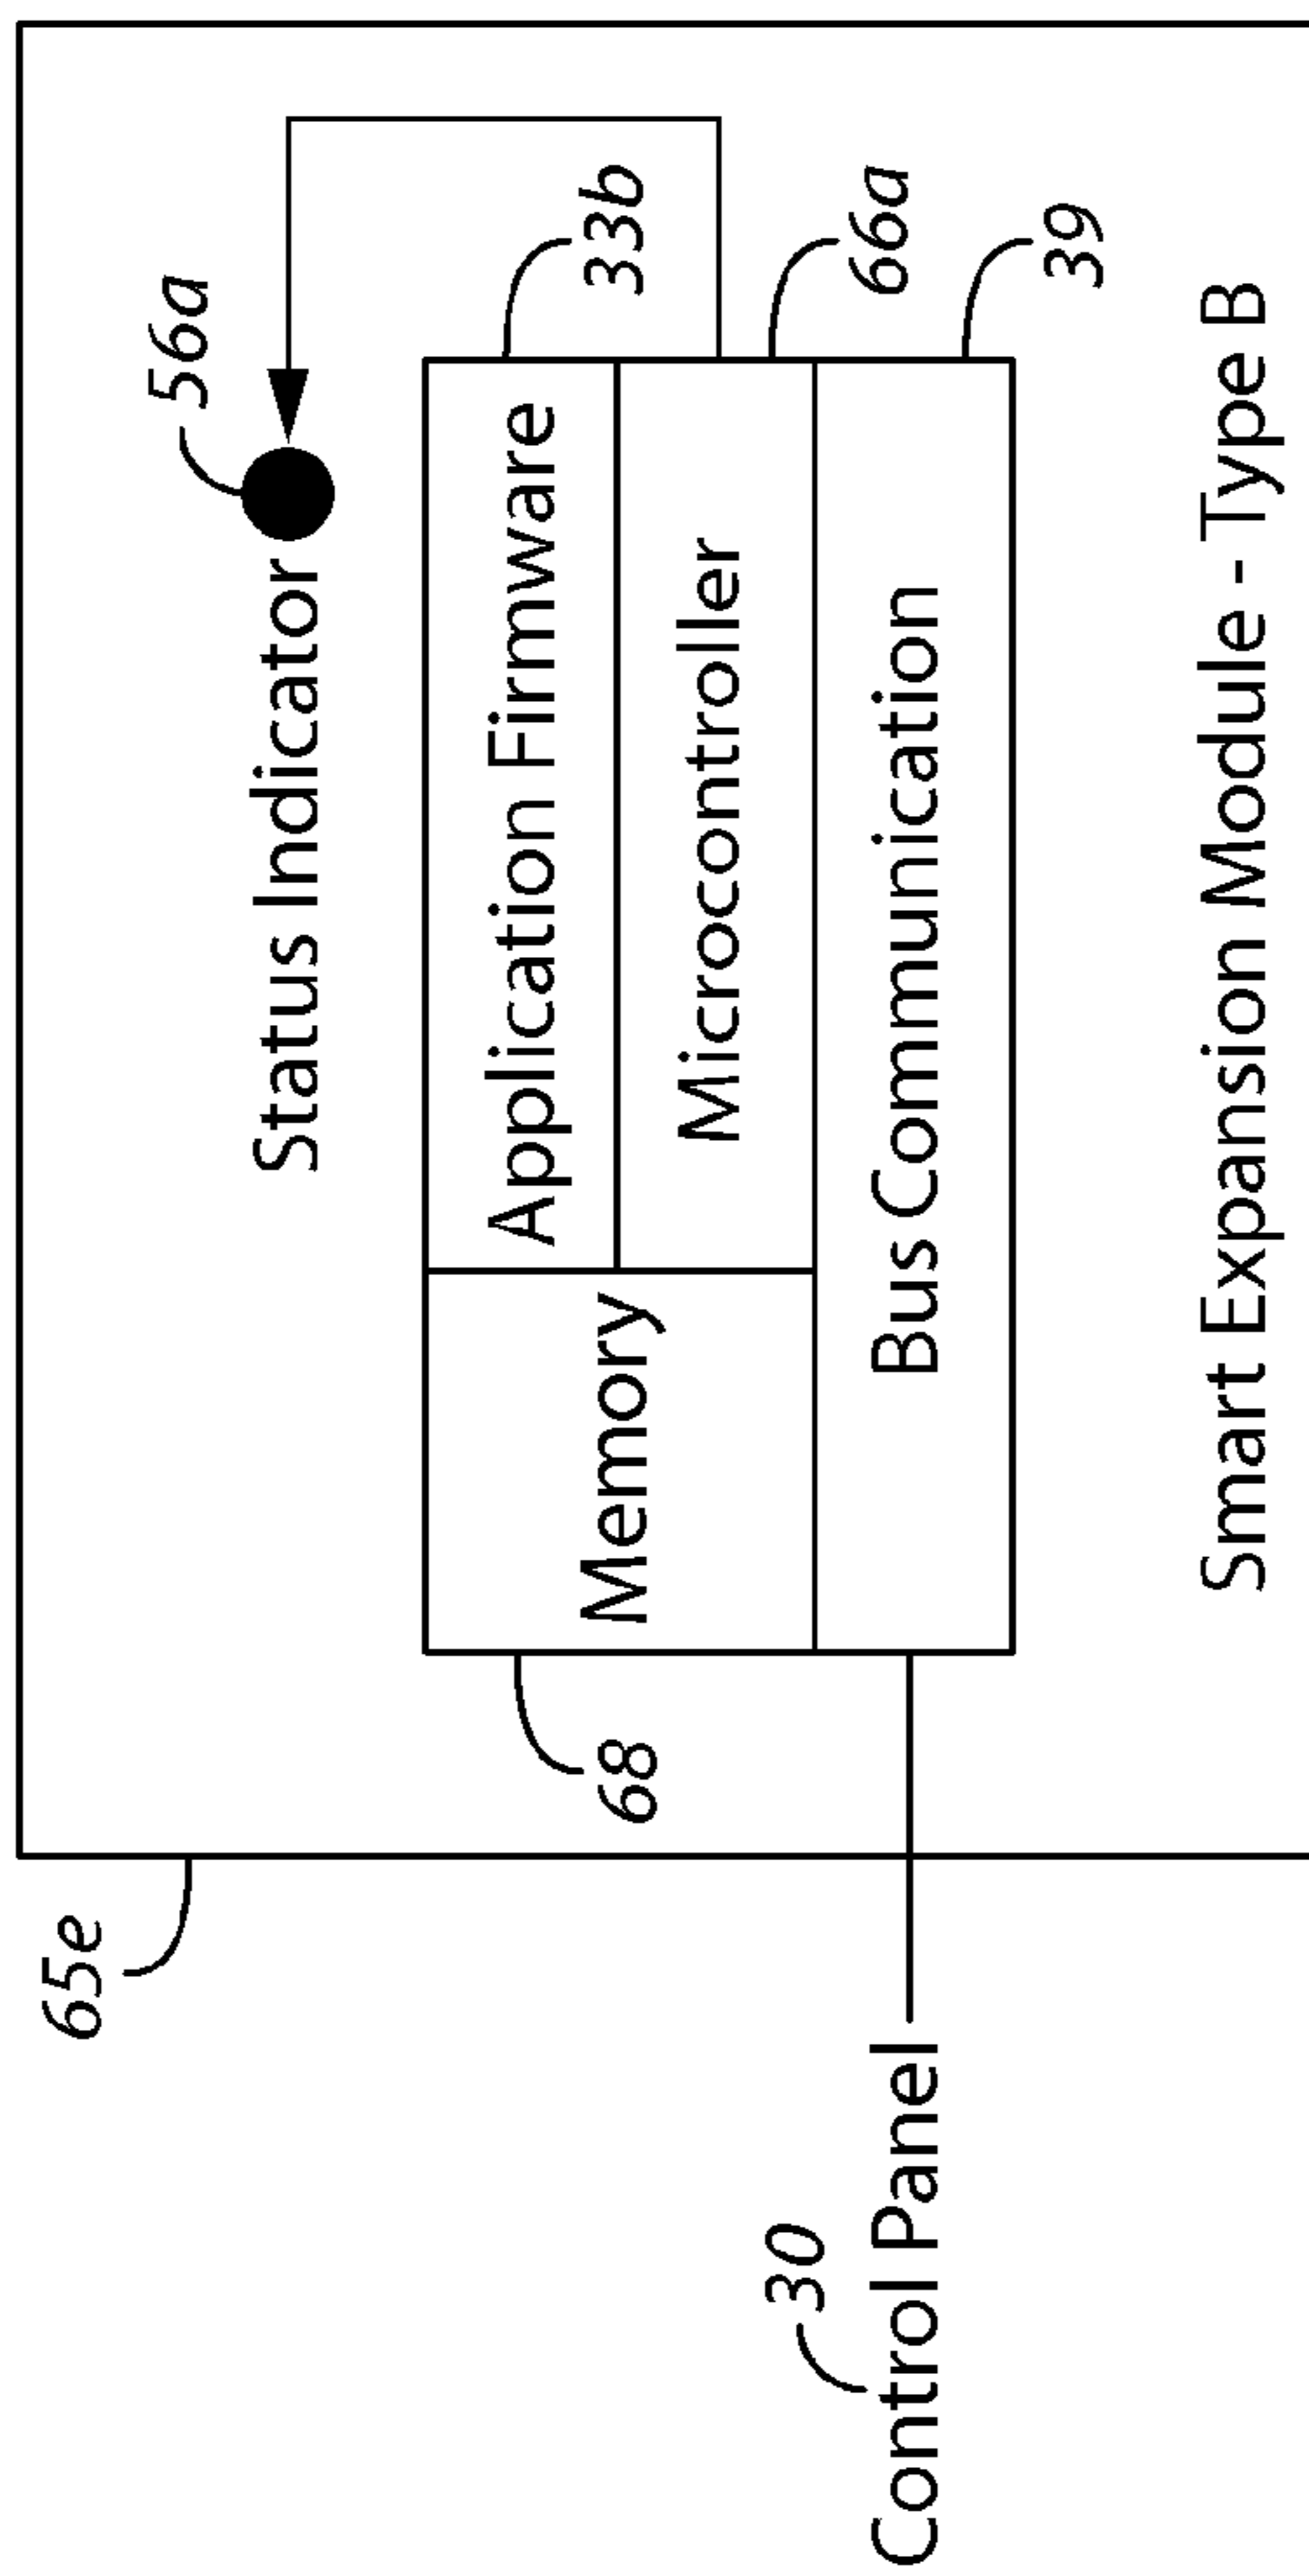 56a
Status Indicator
33b
Application Firmware
Memory
68
Microcontroller
66a
Bus Communication
39
65e
30
Control Panel
Smart Expansion Module - Type B